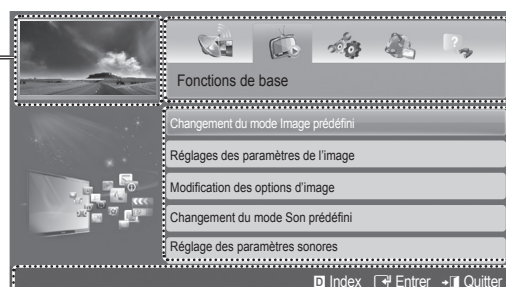 Fonctions de base
Changement du mode Image prédéfini
Réglages des paramètres de l'image
Modification des options d'image
Changement du mode Son prédéfini
Réglage des paramètres sonores
D Index Entrer Quitter